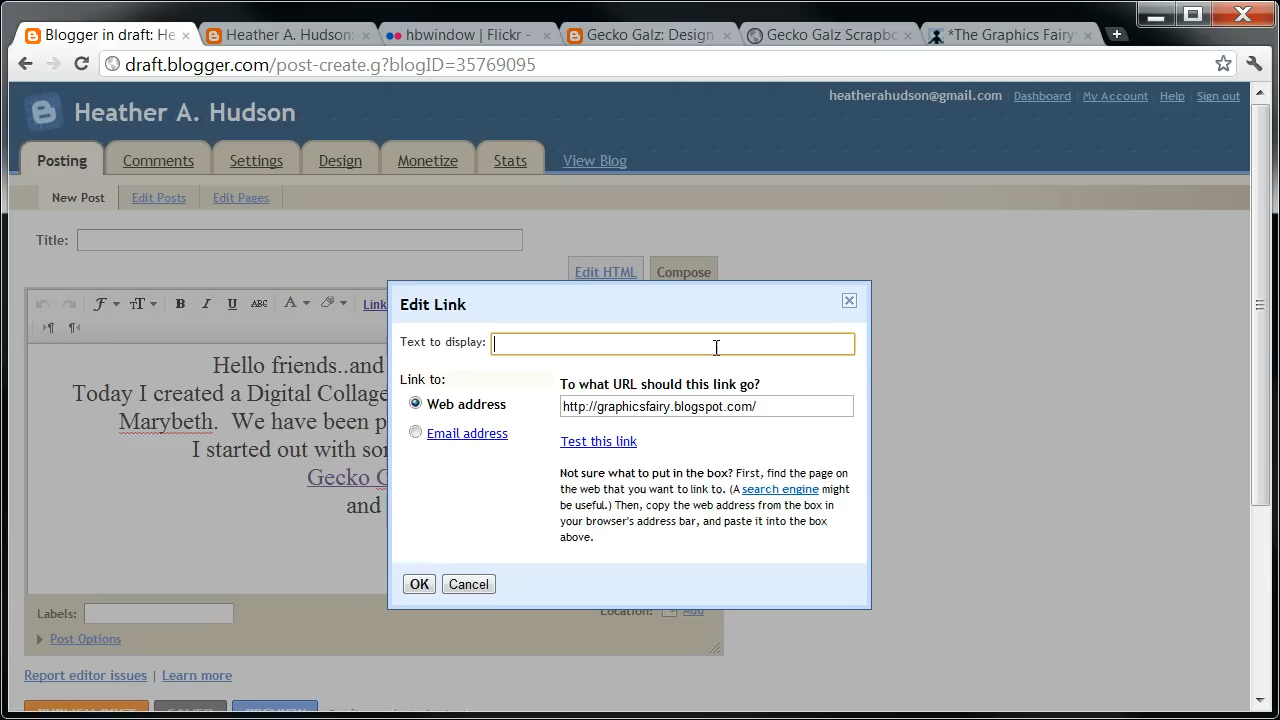 Blogger in draft: He
Heather A. Hudson:
hbwindow | Flickr -
Gecko Galz: Design
Gecko Galz Scrapbo
*The Graphics Fairy
draft.blogger.com/post-create.g?blogID=35769095
heatherahudson@gmail.com Dashboard My Account Help Sign out
Heather A. Hudson
Posting Comments Settings Design Monetize Stats View Blog
New Post Edit Posts Edit Pages
Title:
Edit HTML Compose
ABC Link
Edit Link
Text to display:
Hello friends..and
Today I created a Digital Collage
Marybeth. We have been p
I started out with som
Gecko G
and
Link to:
Web address
Email address
To what URL should this link go?
http://graphicsfairy.blogspot.com/
Test this link
Not sure what to put in the box? First, find the page on
the web that you want to link to. (A search engine might
be useful.) Then, copy the web address from the box in
your browser's address bar, and paste it into the box
above.
OK Cancel
Labels:
Location: Add
Post Options
Report editor issues | Learn more
PUBLISH POST SAVED PREVIEW